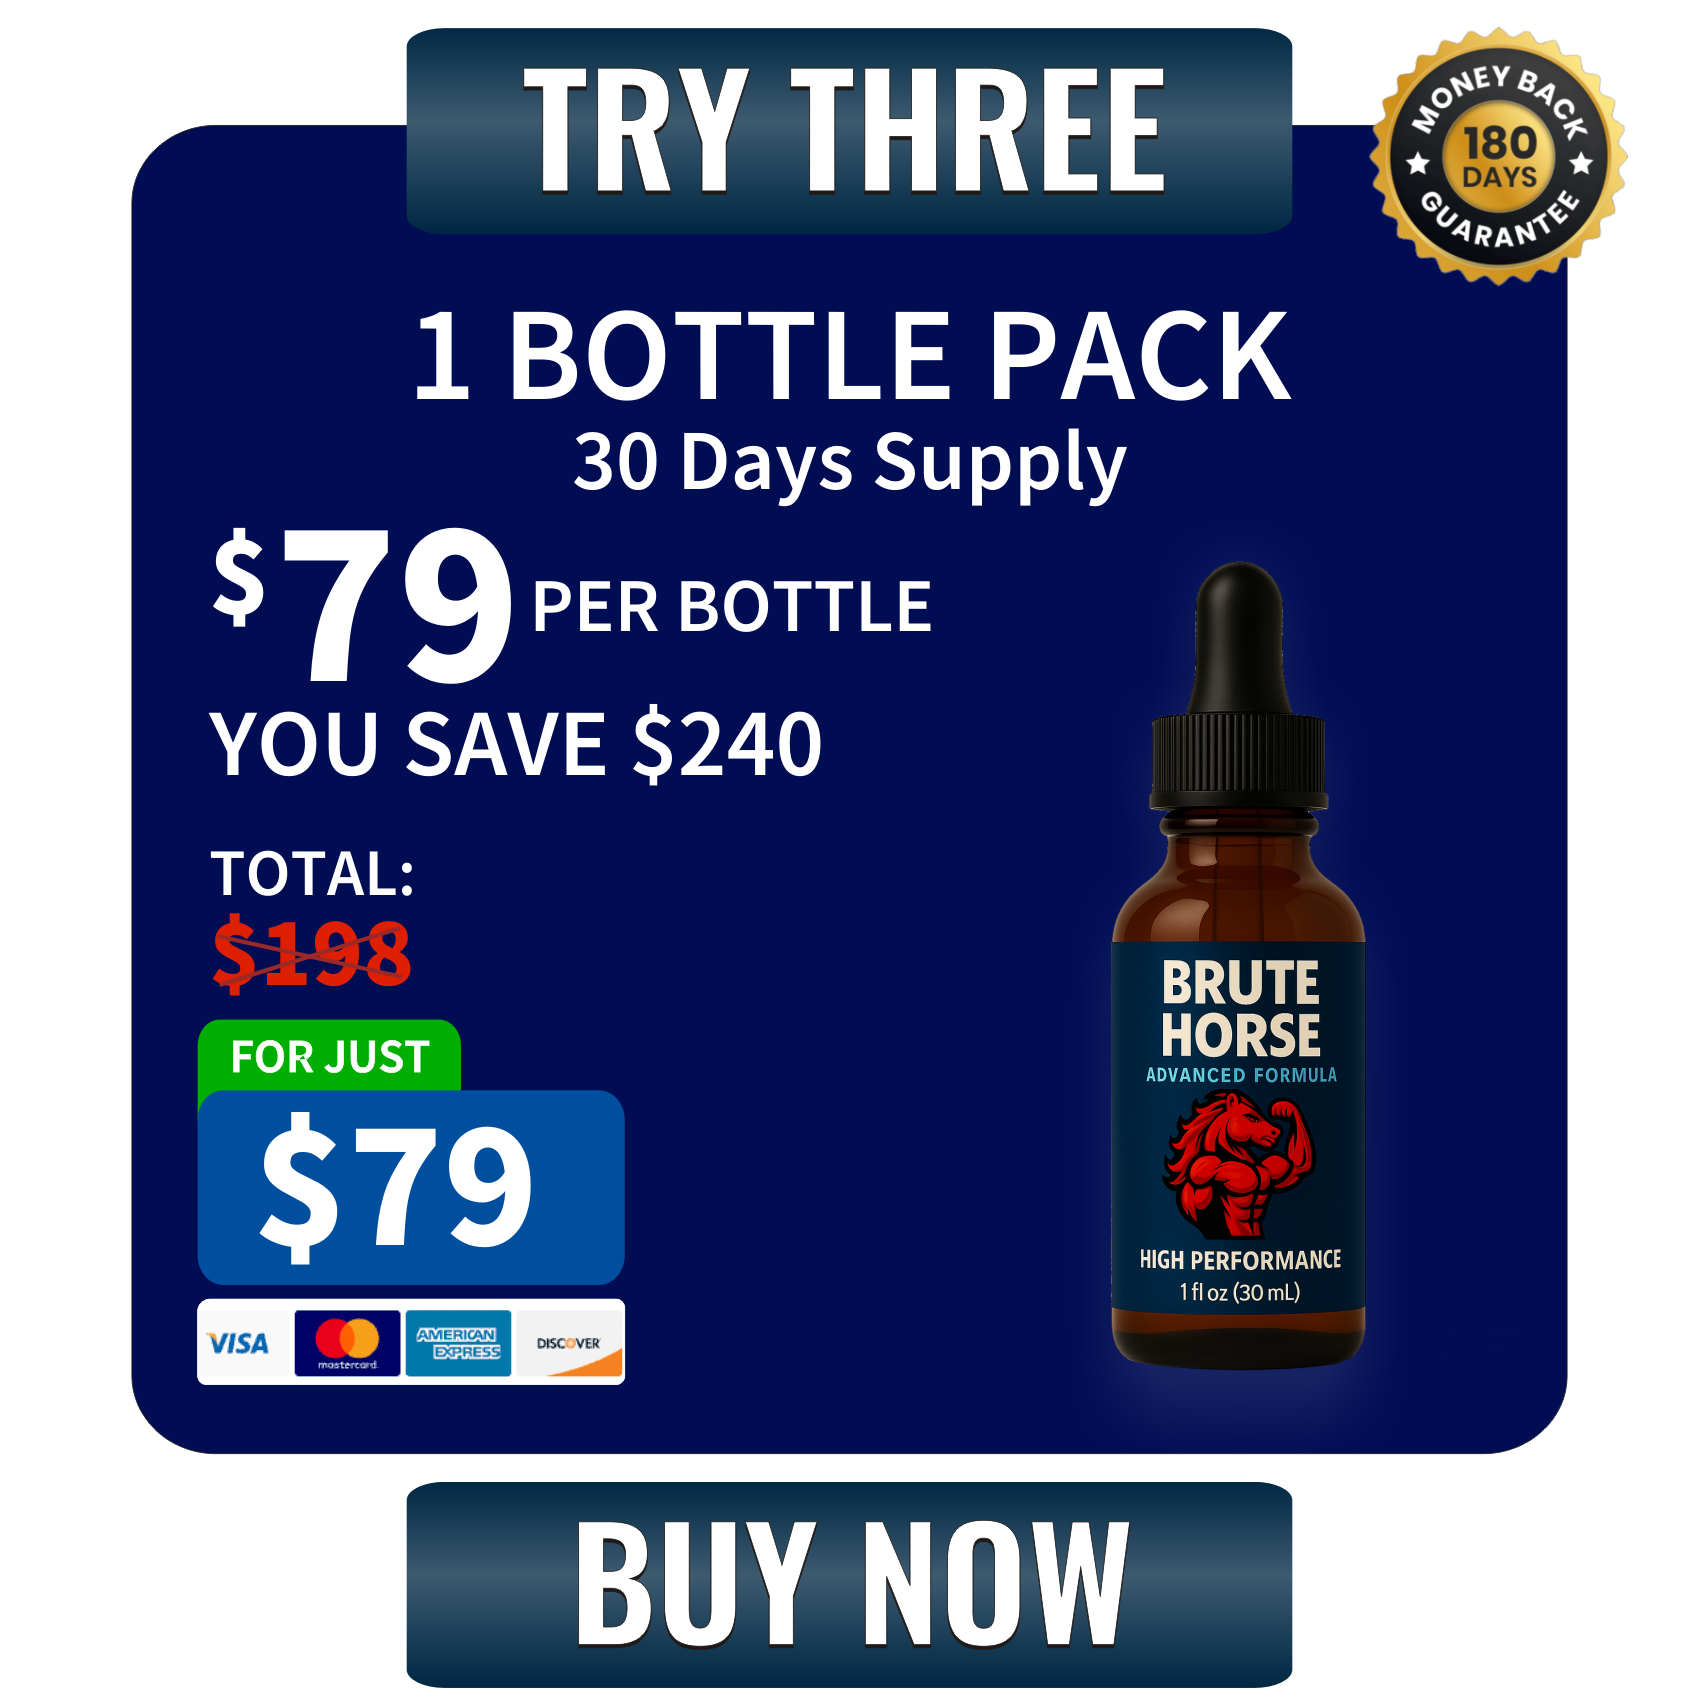 TRY THREE
MONEY BACK
180
DAYS
GUARANTEE
1 BOTTLE PACK
30 Days Supply
$79 PER BOTTLE
YOU SAVE $240
TOTAL:
$198
FOR JUST
$79
VISA
mastercard.
AMERICAN
EXPRESS
DISCOVER
BRUTE
HORSE
ADVANCED FORMULA
HIGH PERFORMANCE
1 fl oz (30 mL)
BUY NOW